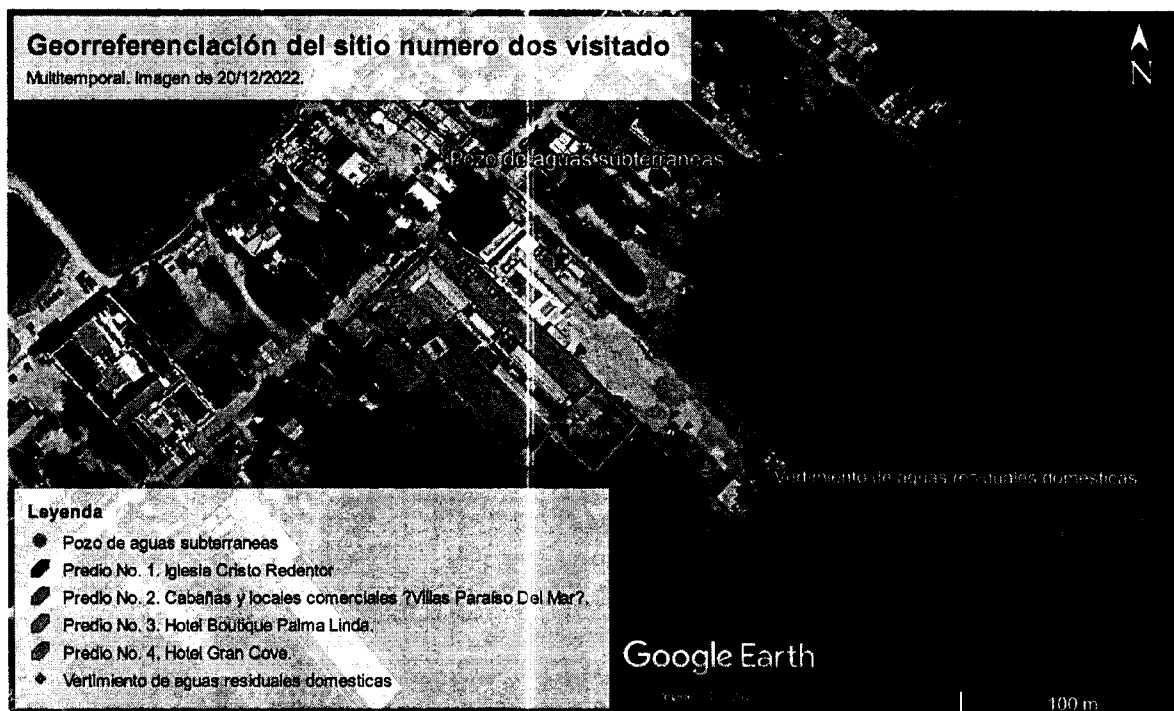 Georreferenciación del sitio numero dos visitado
Multitemporal. Imagen de 20/12/2022.
N
Pozo de aguas subterraneas
Vertimiento de aguas residuales domesticas
Leyenda
Pozo de aguas subterraneas
Predio No. 1. Iglesia Cristo Redentor
Predio No. 2. Cabañas y locales comerciales ?Villas Paraíso Del Mar?.
Predio No. 3. Hotel Boutique Palma Linda.
Predio No. 4. Hotel Gran Cove.
Vertimiento de aguas residuales domesticas
Google Earth
100 m